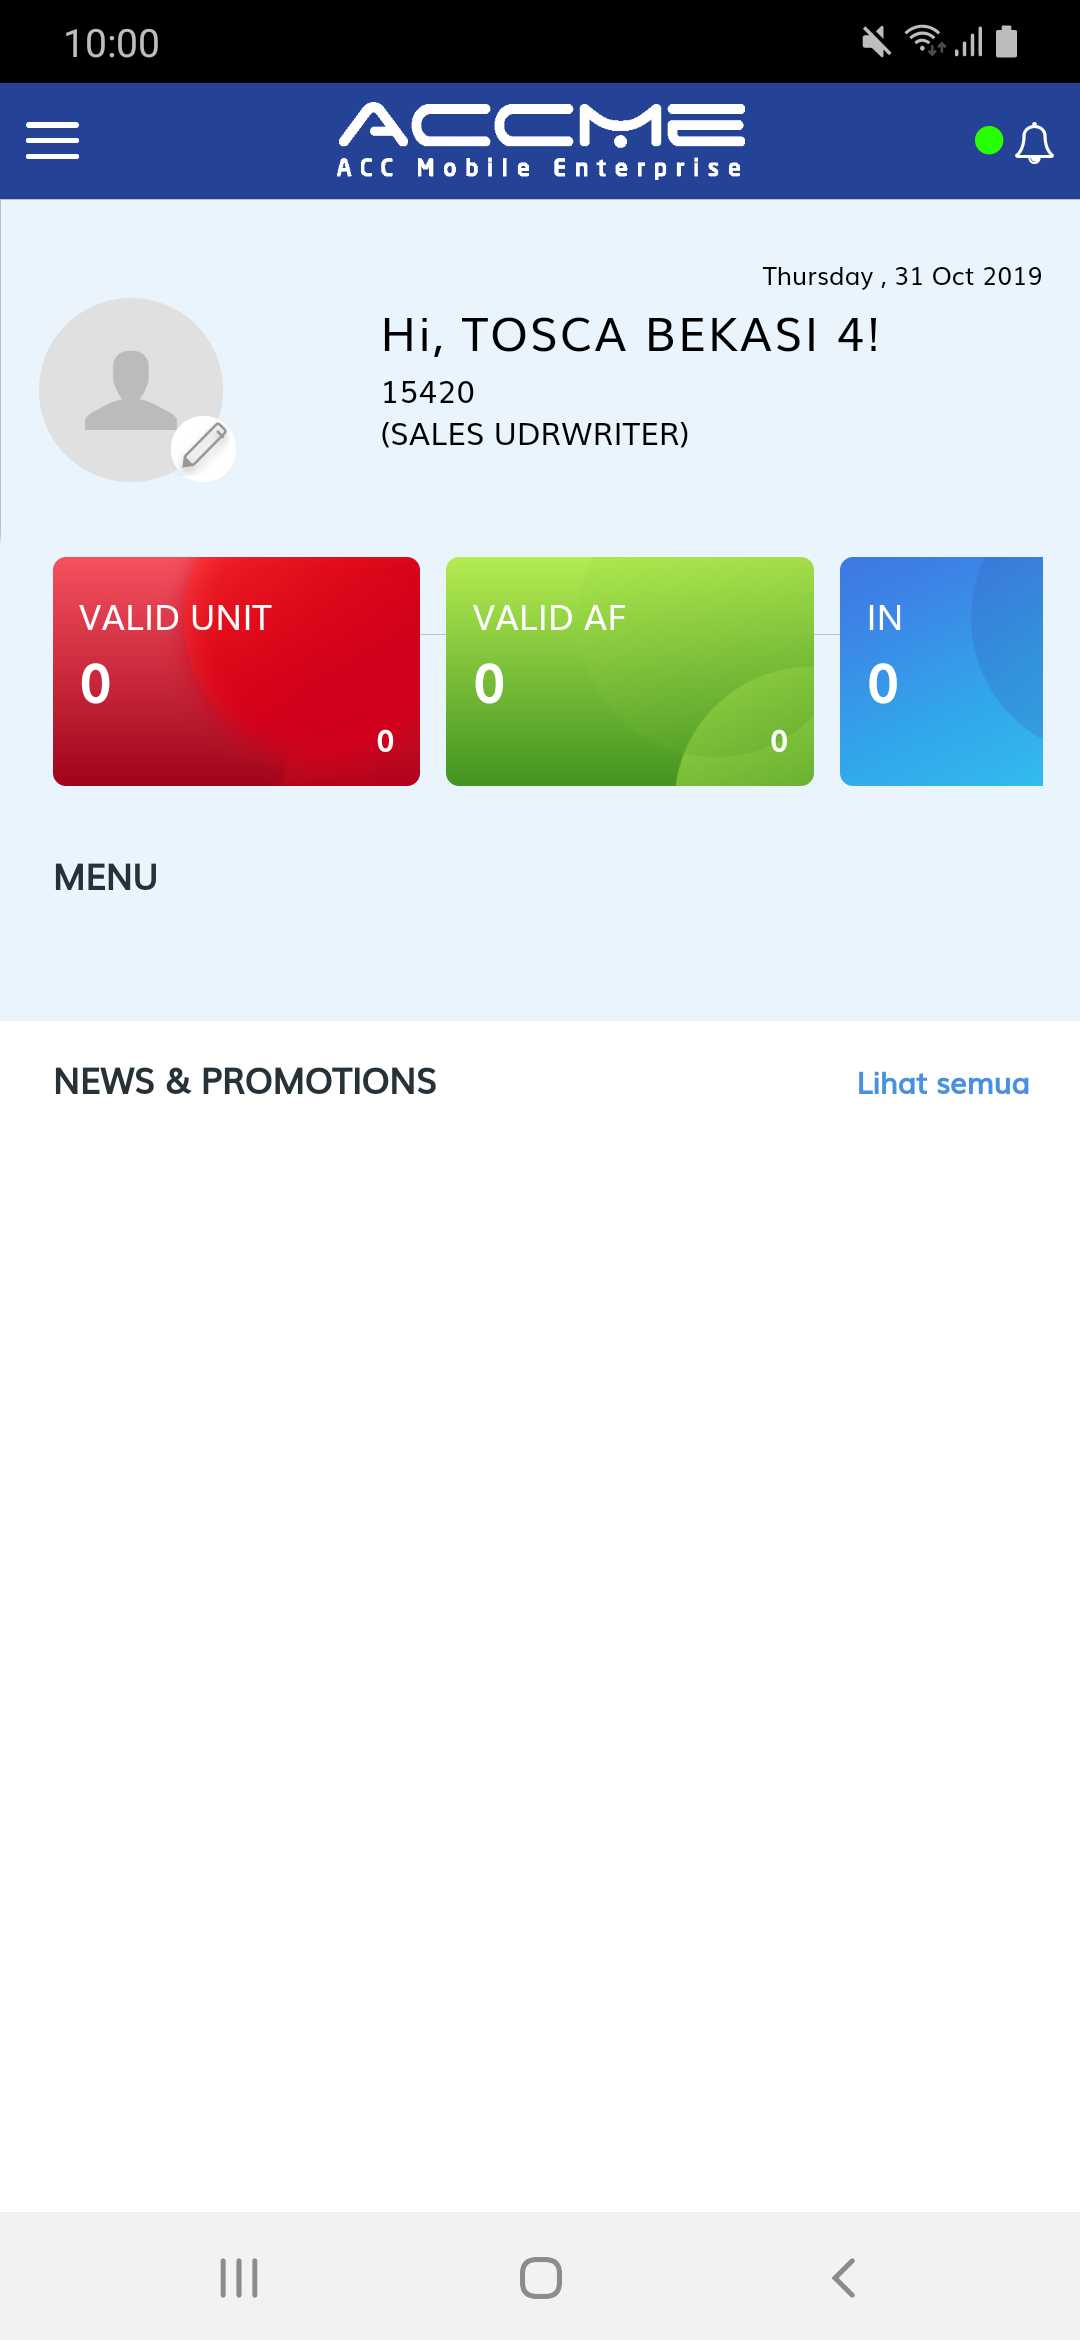 10:00
ACCME
ACC Mobile Enterprise
Thursday , 31 Oct 2019
Hi, TOSCA BEKASI 4!
15420
(SALES UDRWRITER)
VALID UNIT
0
0
VALID AF
0
0
IN
0
MENU
NEWS & PROMOTIONS
Lihat semua